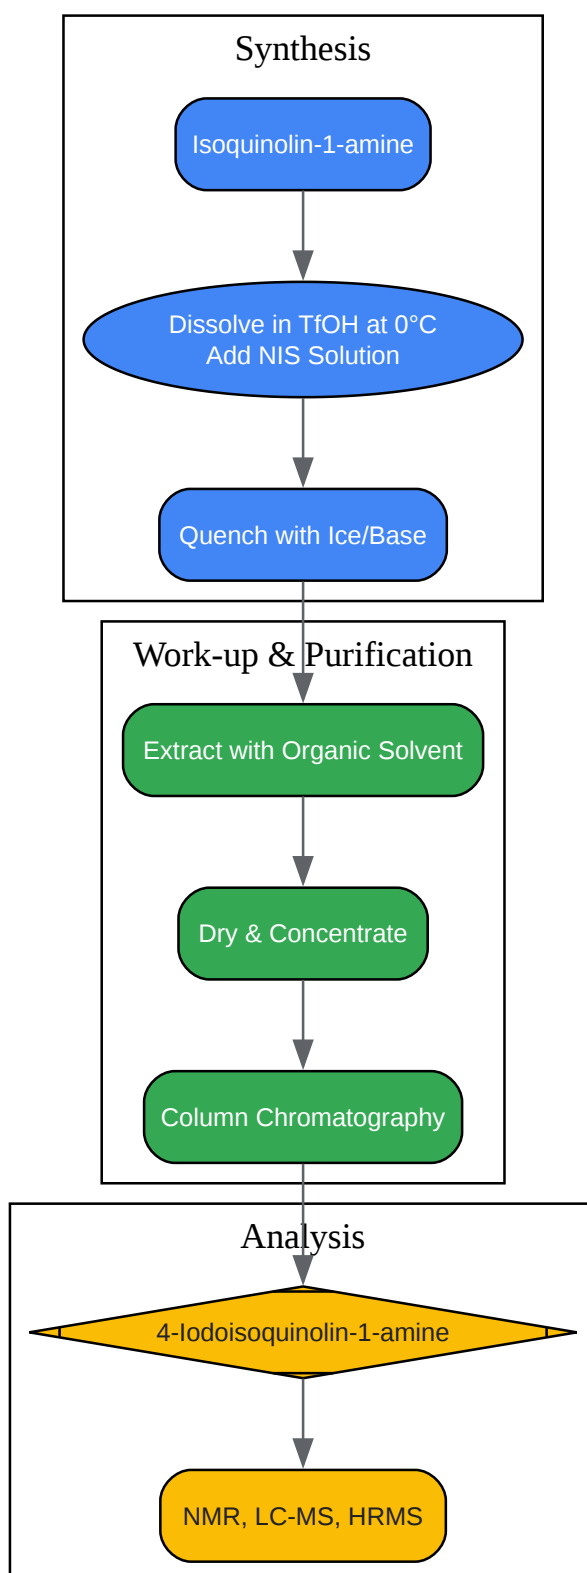 Synthesis
Isoquinolin-1-amine
Dissolve in TfOH at 0°C
Add NIS Solution
Quench with Ice/Base
Work-up & Purification
Extract with Organic Solvent
Dry & Concentrate
Column Chromatography
Analysis
4-Iodoisoquinolin-1-amine
NMR, LC-MS, HRMS